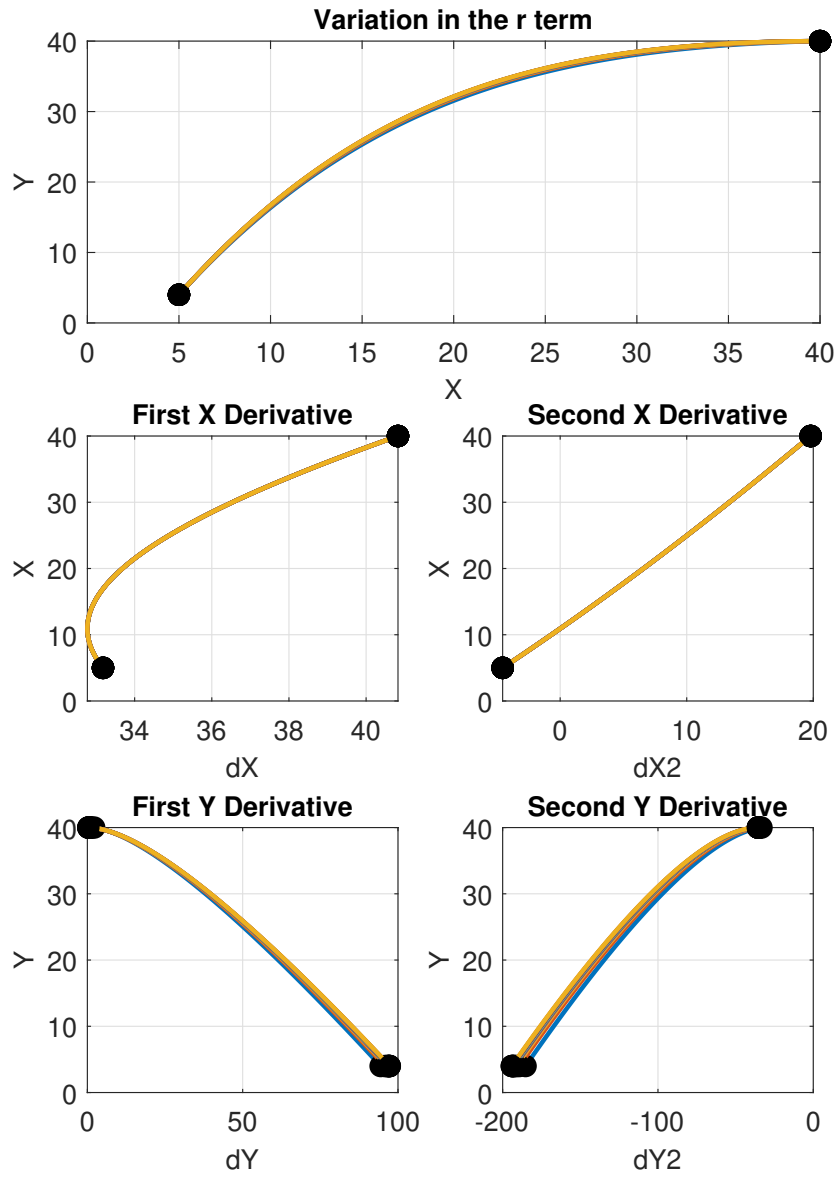 Variation in the r term
40
30
20
10
0
Y
0 5 10 15 20 25 30 35 40
X
First X Derivative
40
30
20
10
0
X
34 36 38 40
dX
Second X Derivative
40
30
20
10
0
X
0 10 20
dX2
First Y Derivative
40
30
20
10
0
Y
0 50 100
dY
Second Y Derivative
40
30
20
10
0
Y
-200 -100 0
dY2